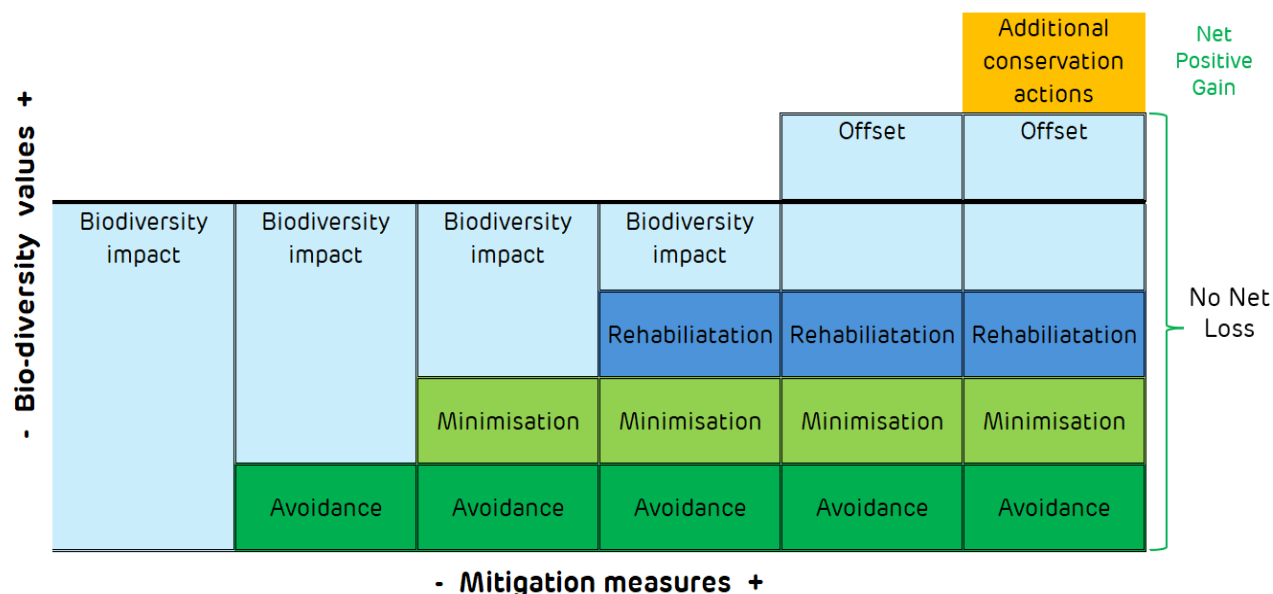 Additional
conservation
actions
Net
Positive
Gain
Offset
Offset
- Bio-diversity values +
Biodiversity
impact
Biodiversity
impact
Biodiversity
impact
Biodiversity
impact
Rehabiliatation
Rehabiliatation
Rehabiliatation
No Net
Loss
Minimisation
Minimisation
Minimisation
Minimisation
Avoidance
Avoidance
Avoidance
Avoidance
Avoidance
- Mitigation measures +